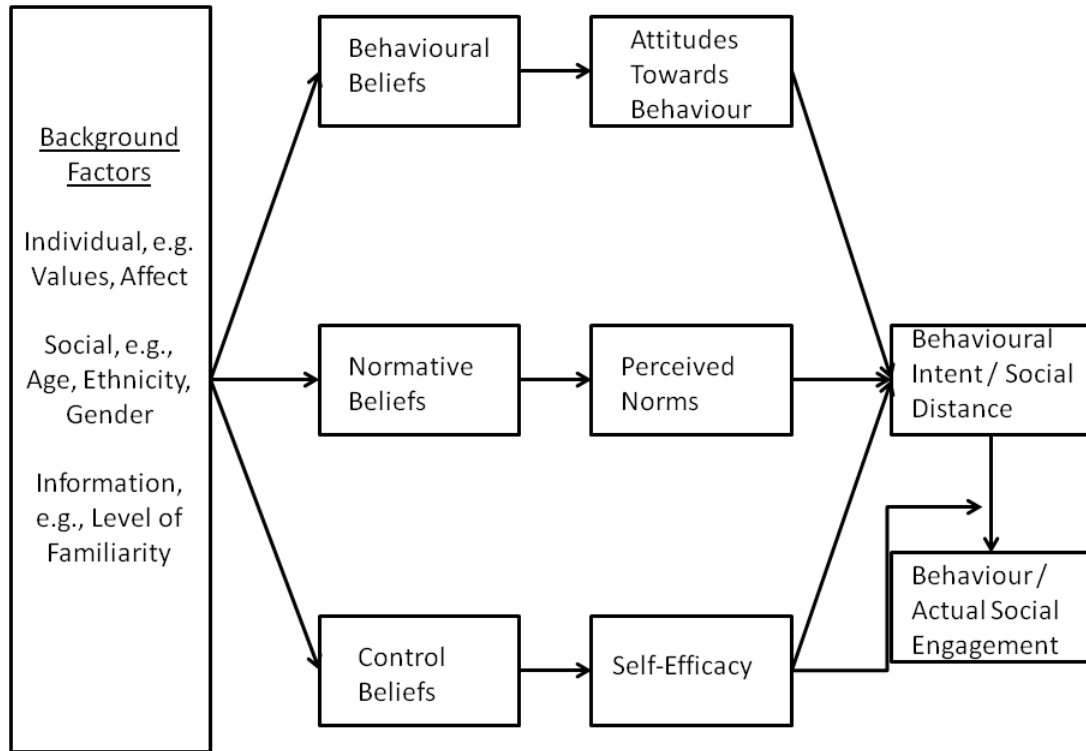 Background
Factors
Individual, e.g.
Values, Affect
Social, e.g.,
Age, Ethnicity,
Gender
Information,
e.g., Level of
Familiarity
Behavioural
Beliefs
Attitudes
Towards
Behaviour
Normative
Beliefs
Perceived
Norms
Behavioural
Intent / Social
Distance
Control
Beliefs
Self-Efficacy
Behaviour /
Actual Social
Engagement